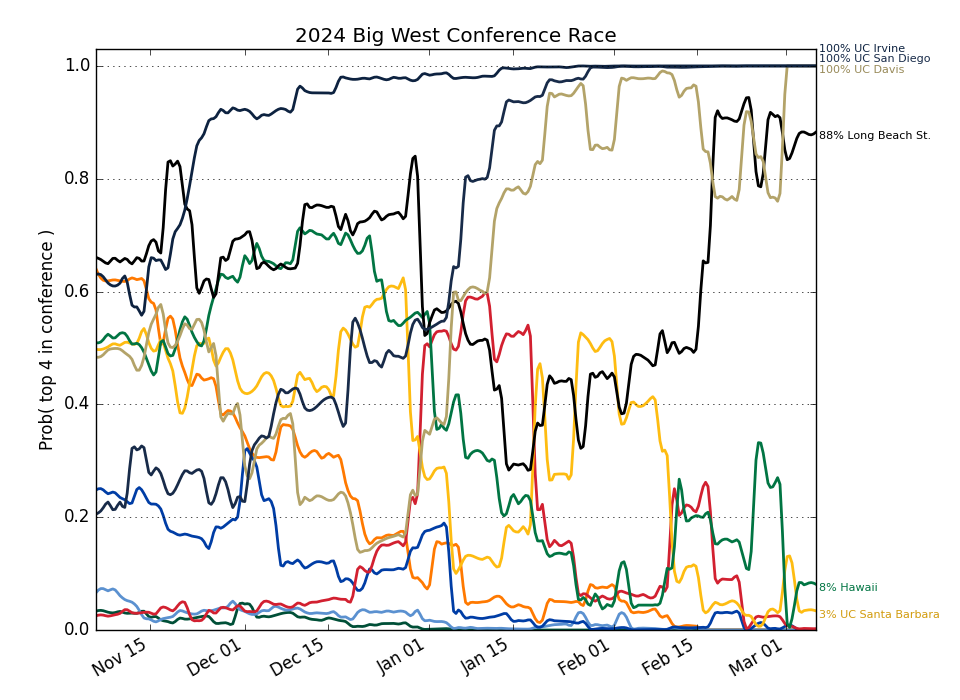 2024 Big West Conference Race
100% UC Irvine
100% UC San Diego
100% UC Davis
88% Long Beach St.
8% Hawaii
3% UC Santa Barbara
Prob( top 4 in conference )
1.0
0.8
0.6
0.4
0.2
0.0
Nov 15
Dec 01
Dec 15
Jan 01
Jan 15
Feb 01
Feb 15
Mar 01